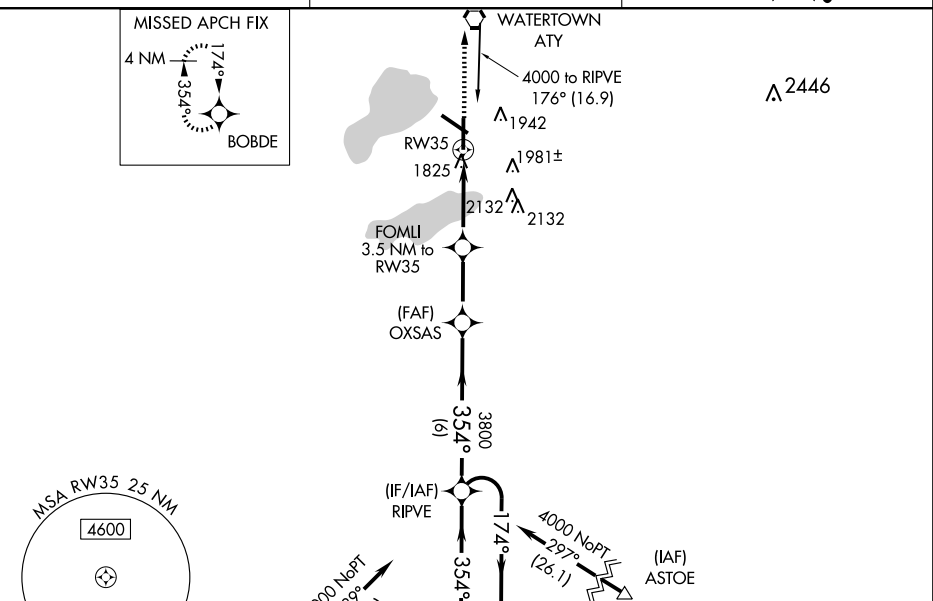 MISSED APCH FIX
4 NM
174°
354°
BOBDE
WATERTOWN
ATY
4000 to RIPVE
176° (16.9)
2446
1942
RW35
1825
1981±
2132
2132
FOMLI
3.5 NM to
RW35
(FAF)
OXSAS
3800
354°
(6)
MSA RW35 25 NM
4600
(IF/IAF)
RIPVE
174°
354°
4000 NoPT
297°
(26.1)
(IAF)
ASTOE
NoPT